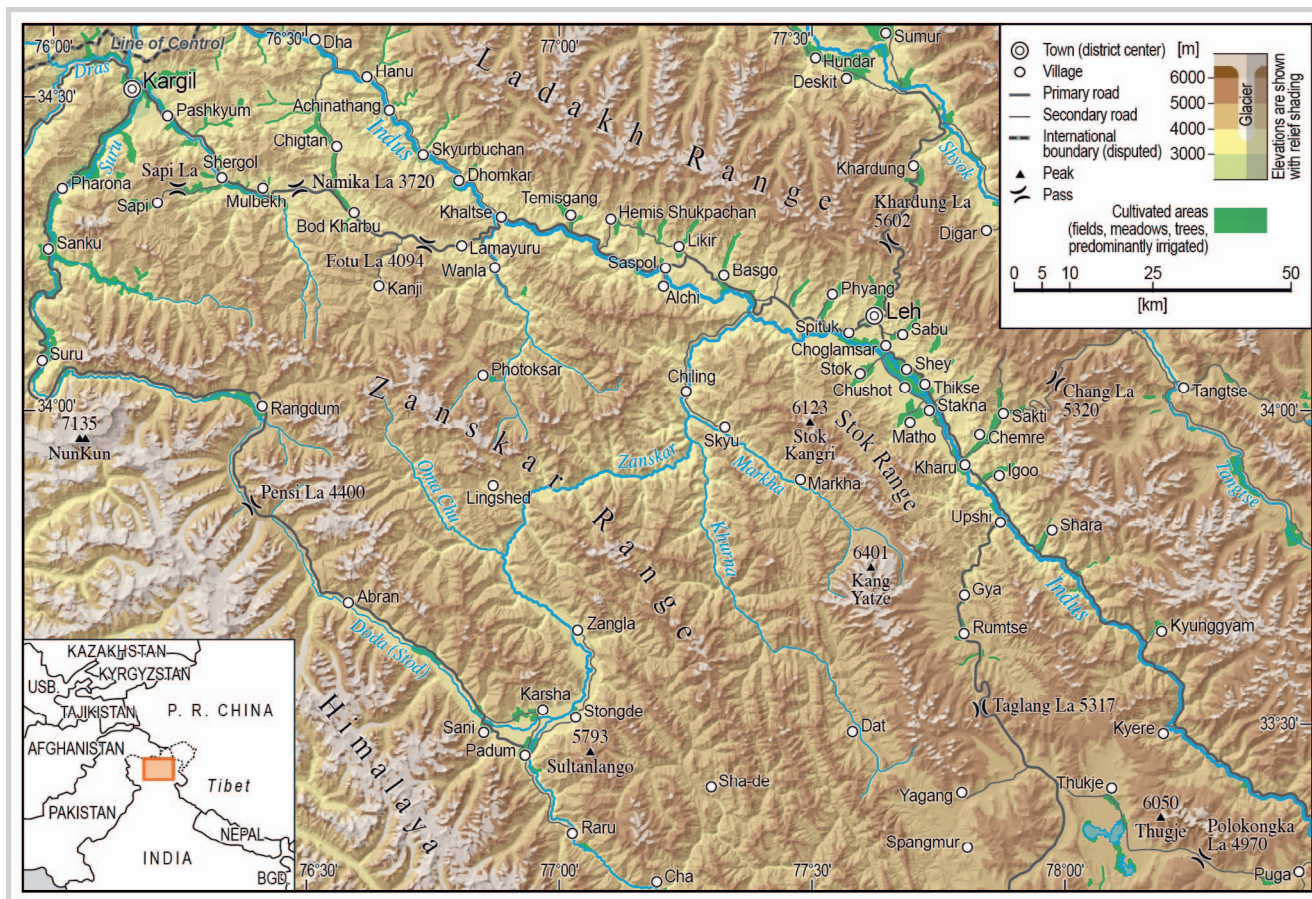 76°00'
Line of Control
76°30'
Dha
77°00'
77°30'
Sumur
Dras
Kargil
Hanu
Hundar
Deskit
34°30'
Pashkyum
Achinathang
Ladakh Range
Chigtan
Indus
Skyurbuchan
Shyok
Suru
Sapi La
Shergol
Khardung
Pharona
Namika La 3720
Dhomkar
Sapi
Mulbekh
Khaltse
Temisgang
Hemis Shukpachan
Khardung La
5602
Bod Kharbu
Digar
Sanku
Fotu La 4094
Lamayuru
Likir
Wanla
Saspol
Basgo
Kanji
Alchi
Phyang
Leh
Spituk
Sabu
Choglamsar
Suru
Photoksar
Chiling
Stok
Shey
Chushot
Thikse
Chang La
5320
Tangtse
Zanskar Range
Rangdum
Stakna
Sakti
34°00'
34°00'
7135
NunKun
6123
Stok
Kangri
Stok Range
Matho
Chemre
Skyu
Zanskar
Markha
Markha
Kharu
Igoo
Oma Chu
Lingshed
Tangtse
Pensi La 4400
Upshi
Shara
Khurna
6401
Kang
Yatze
Indus
Gya
Abran
Zangla
Rumtse
Kyunggyam
Doda (Stod)
Karsha
Stongde
Taglang La 5317
Himalaya
Sani
5793
Sultanlango
Dat
Kyere
33°30'
Padum
Sha-de
Yagang
Thukje
6050
Thugje
Raru
Spangmur
Polokongka
La 4970
76°30'
77°00'
Cha
77°30'
78°00'
Puga
Town (district center)
Village
Primary road
Secondary road
International
boundary (disputed)
Peak
Pass
[m]
6000
5000
4000
3000
Glacier
Elevations are shown
with relief shading
Cultivated areas
(fields, meadows, trees,
predominantly irrigated)
0 5 10 25 50
[km]
KAZAKHSTAN
KYRGYZSTAN
USB.
TAJIKISTAN
P. R. CHINA
AFGHANISTAN
Tibet
PAKISTAN
NEPAL
INDIA
BGD.